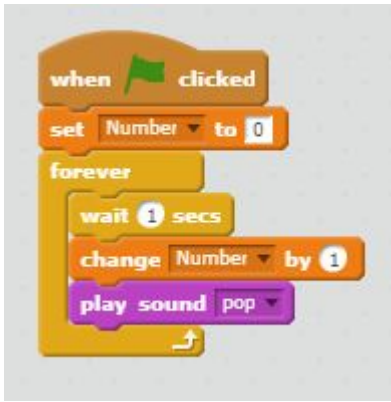 when clicked
set Number to 0
forever
wait 1 secs
change Number by 1
play sound pop